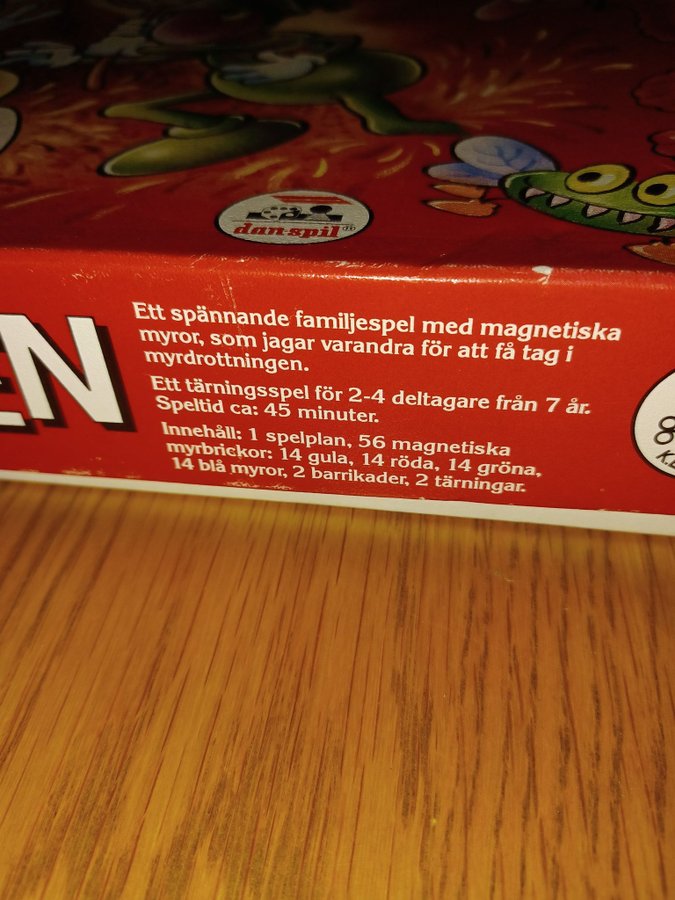 dan-spil®
EN
Ett spännande familjespel med magnetiska
myror, som jagar varandra för att få tag i
myrdrottningen.
Ett tärningsspel för 2-4 deltagare från 7 år.
Speltid ca: 45 minuter.
Innehåll: 1 spelplan, 56 magnetiska
myrbrickor: 14 gula, 14 röda, 14 gröna,
14 blå myror, 2 barrikader, 2 tärningar.